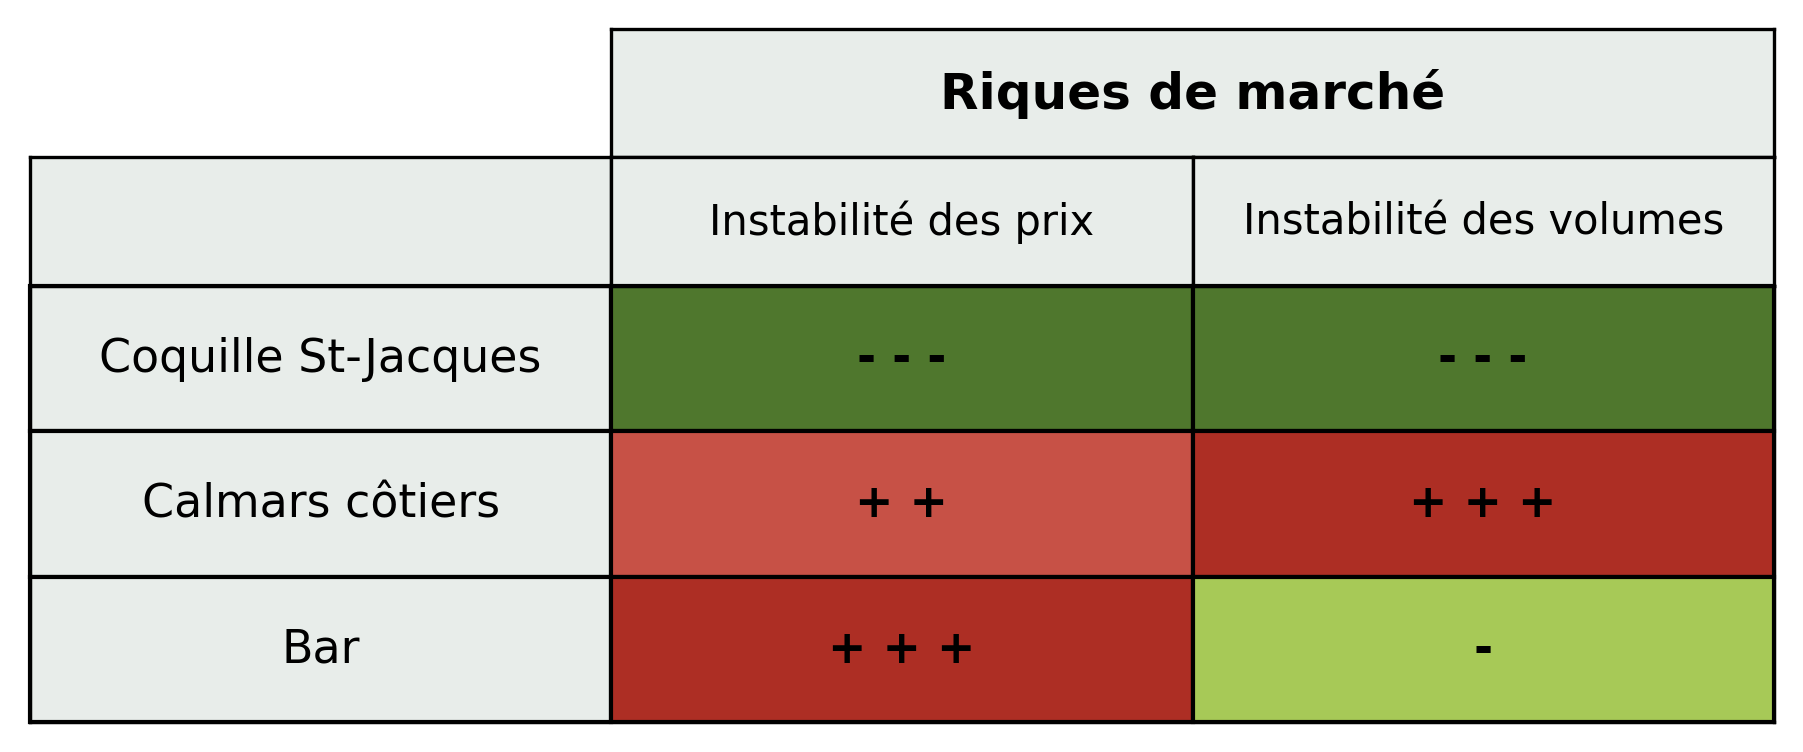 Riques de marché
Instabilité des prix Instabilité des volumes
Coquille St-Jacques - - - - - -
Calmars côtiers + + + + +
Bar + + + -